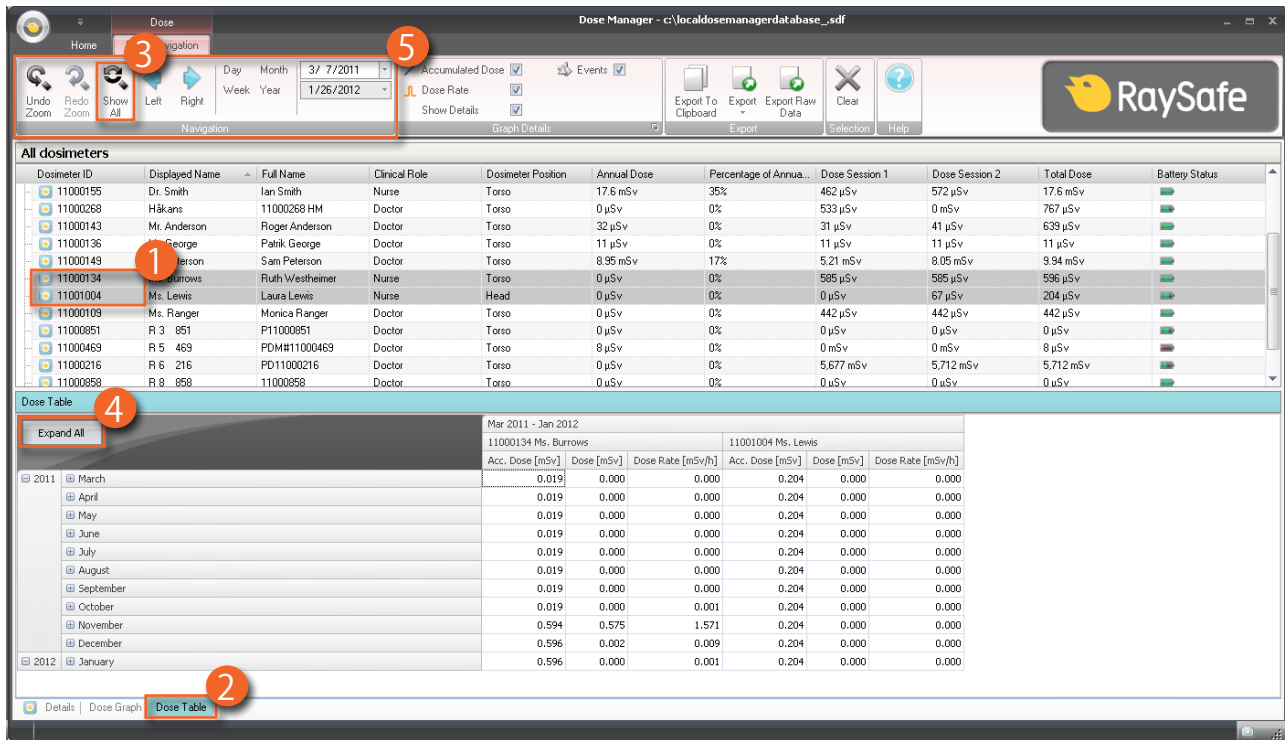 Dose
Dose Manager - c:\localdosemanagerdatabase_.sdf
Home
3
5
Undo Zoom
Redo Zoom
Show All
Left
Right
Day Month
Week Year
3/ 7/2011
1/26/2012
Navigation
Accumulated Dose
Dose Rate
Show Details
Events
Graph Details
Export To Clipboard
Export
Export Raw Data
Export
Clear
Selection
Help
RaySafe
All dosimeters
Dosimeter ID Displayed Name Full Name Clinical Role Dosimeter Position Annual Dose Percentage of Annua... Dose Session 1 Dose Session 2 Total Dose Battery Status
11000155 Dr. Smith Ian Smith Nurse Torso 17.6 mSv 35% 462 µSv 572 µSv 17.6 mSv
11000268 Håkans 11000268 HM Doctor Torso 0 µSv 0% 533 µSv 0 mSv 767 µSv
11000143 Mr. Anderson Roger Anderson Doctor Torso 32 µSv 0% 31 µSv 41 µSv 639 µSv
11000136 George Patrik George Doctor Torso 11 µSv 0% 11 µSv 11 µSv 11 µSv
11000149 Sam Peterson Doctor Torso 8.95 mSv 17% 5.21 mSv 8.05 mSv 9.94 mSv
1
11000134 Burrows Ruth Westheimer Nurse Torso 0 µSv 0% 585 µSv 585 µSv 596 µSv
11001004 Ms. Lewis Laura Lewis Nurse Head 0 µSv 0% 0 µSv 67 µSv 204 µSv
11000109 Ms. Ranger Monica Ranger Doctor Torso 0 µSv 0% 442 µSv 442 µSv 442 µSv
11000851 R 3 851 P11000851 Doctor Torso 0 µSv 0% 0 µSv 0 µSv 0 µSv
11000469 R 5 469 PDM#11000469 Doctor Torso 8 µSv 0% 0 mSv 0 mSv 8 µSv
11000216 R 6 216 PD11000216 Doctor Torso 0 µSv 0% 5,677 mSv 5,712 mSv 5,712 mSv
11000858 R 8 858 11000858 Doctor Torso 0 µSv 0% 0 µSv 0 µSv 0 µSv
Dose Table
4
Expand All
Mar 2011 - Jan 2012
11000134 Ms. Burrows 11001004 Ms. Lewis
Acc. Dose [mSv] Dose [mSv] Dose Rate [mSv/h] Acc. Dose [mSv] Dose [mSv] Dose Rate [mSv/h]
2011 March 0.019 0.000 0.000 0.204 0.000 0.000
April 0.019 0.000 0.000 0.204 0.000 0.000
May 0.019 0.000 0.000 0.204 0.000 0.000
June 0.019 0.000 0.000 0.204 0.000 0.000
July 0.019 0.000 0.000 0.204 0.000 0.000
August 0.019 0.000 0.000 0.204 0.000 0.000
September 0.019 0.000 0.000 0.204 0.000 0.000
October 0.019 0.000 0.001 0.204 0.000 0.000
November 0.594 0.575 1.571 0.204 0.000 0.000
December 0.596 0.002 0.009 0.204 0.000 0.000
2012 January 0.596 0.000 0.001 0.204 0.000 0.000
2
Details Dose Graph Dose Table